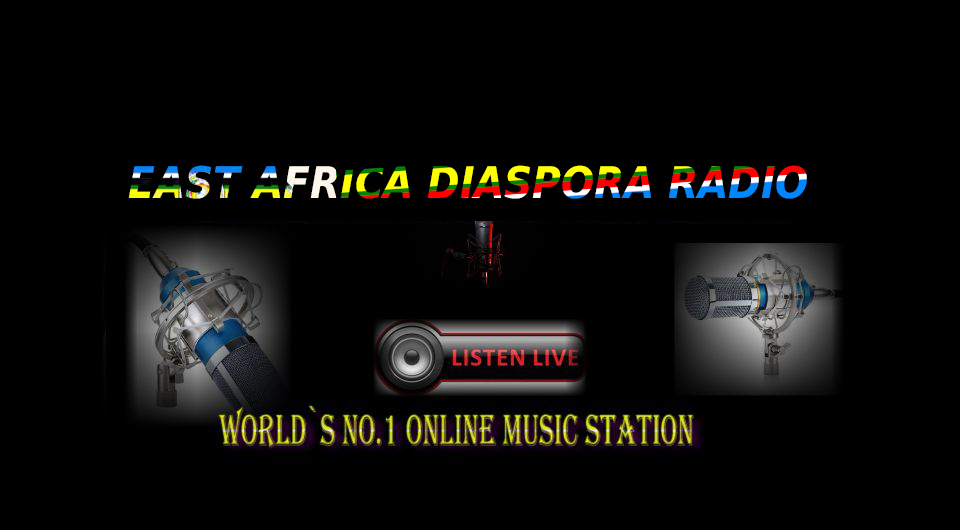 EAST AFRICA DIASPORA RADIO
LISTEN LIVE
WORLD`S NO.1 ONLINE MUSIC STATION